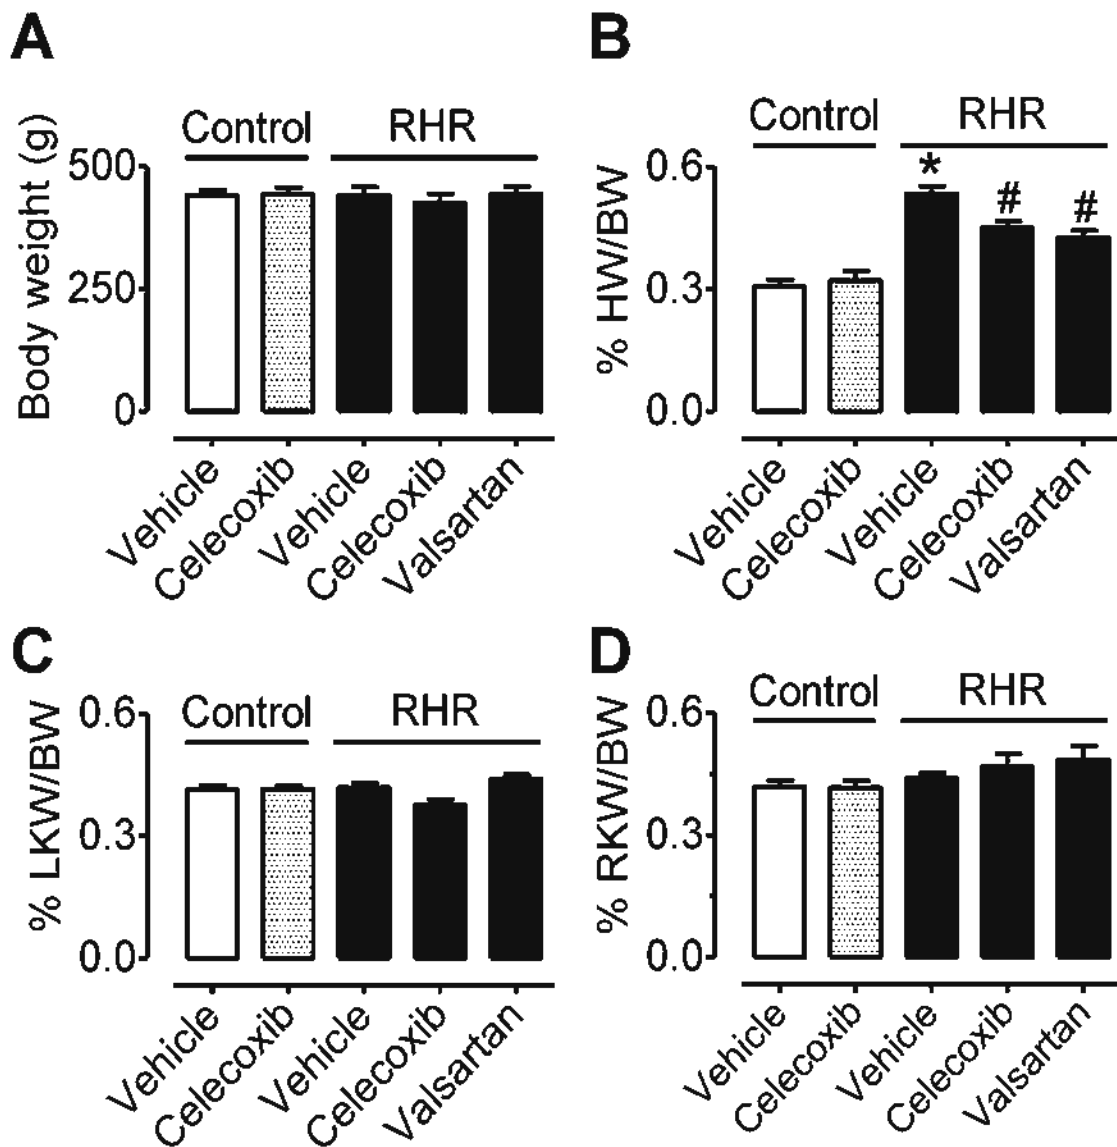 A
Control RHR
Body weight (g)
500
250
0
Vehicle
Celecoxib
Vehicle
Celecoxib
Valsartan
B
Control RHR
% HW/BW
0.6
0.3
0.0
*
#
#
Vehicle
Celecoxib
Vehicle
Celecoxib
Valsartan
C
Control RHR
% LKW/BW
0.6
0.3
0.0
Vehicle
Celecoxib
Vehicle
Celecoxib
Valsartan
D
Control RHR
% RKW/BW
0.6
0.3
0.0
Vehicle
Celecoxib
Vehicle
Celecoxib
Valsartan